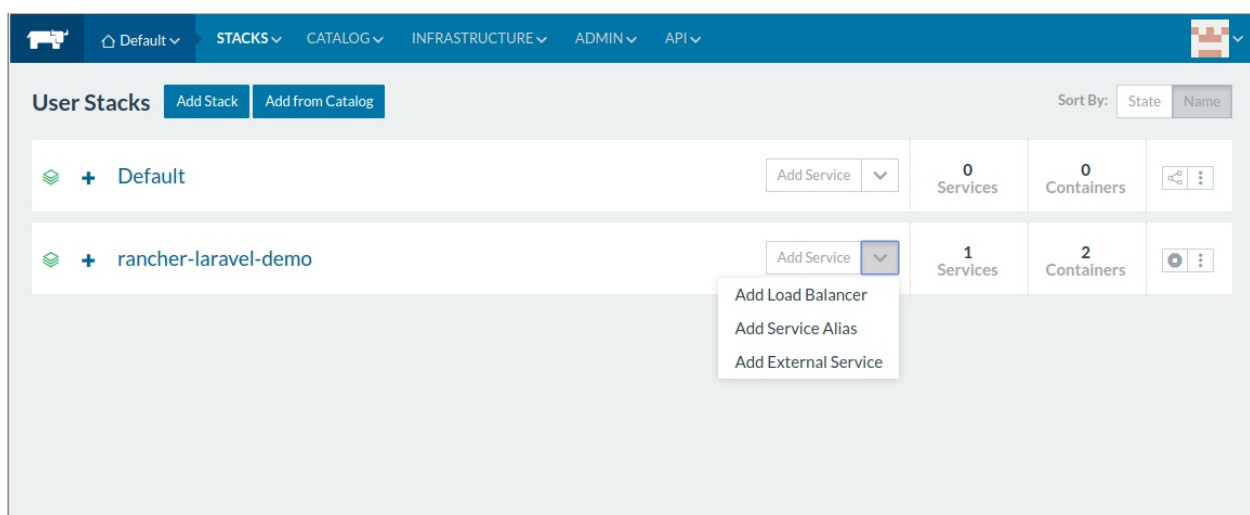 Default STACKS CATALOG INFRASTRUCTURE ADMIN API
User Stacks Add Stack Add from Catalog Sort By: State Name
Default Add Service 0 Services 0 Containers
rancher-laravel-demo Add Service 1 Services 2 Containers
Add Load Balancer
Add Service Alias
Add External Service